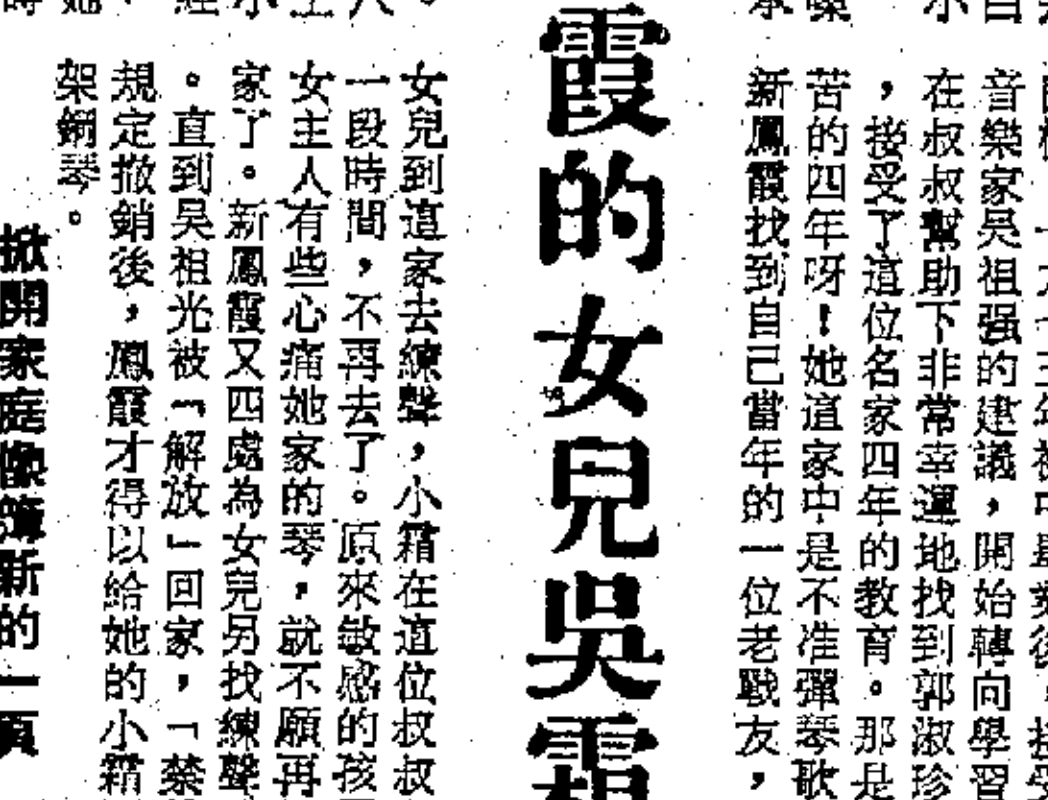 音樂家吳祖强的建議，開始轉向學習
在叔叔幫助下非常幸運地找到郭淑珍
，接受了這位名家四年的教育。那是
苦的四年呀！她這家中是不准彈琴歌
新鳳霞找到自己當年的一位老戰友，
霞的女兒吳霜
女兒到這家去練聲，小霜在這位叔叔
一段時間，不再去了。原來敏感的孩
女主人有些心痛她家的琴，就不願再
家了。新鳳霞又四處為女兒另找練聲
。直到吳祖光被「解放」回家，「禁
規定撤銷後，鳳霞才得以給她的小霜
架鋼琴。
掀開家庭像簿新的一頁